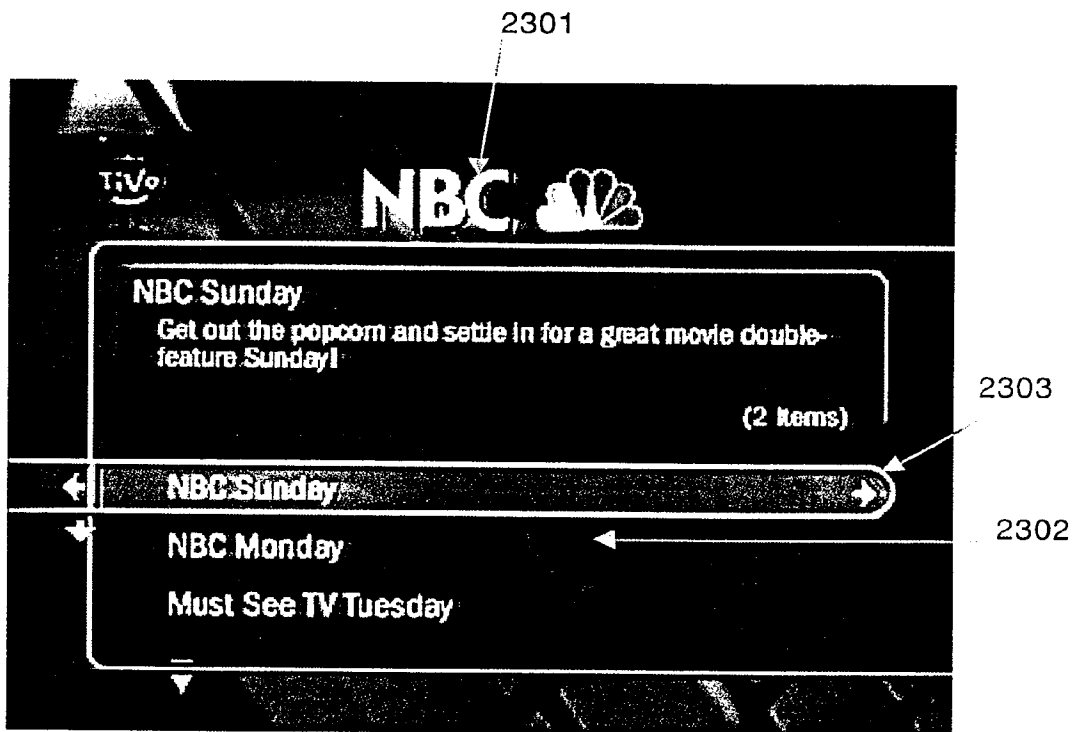 2301
TiVo
NBC
NBC Sunday
Get out the popcorn and settle in for a great movie double-
feature Sunday!
(2 items)
2303
NBC Sunday
2302
NBC Monday
Must See TV Tuesday